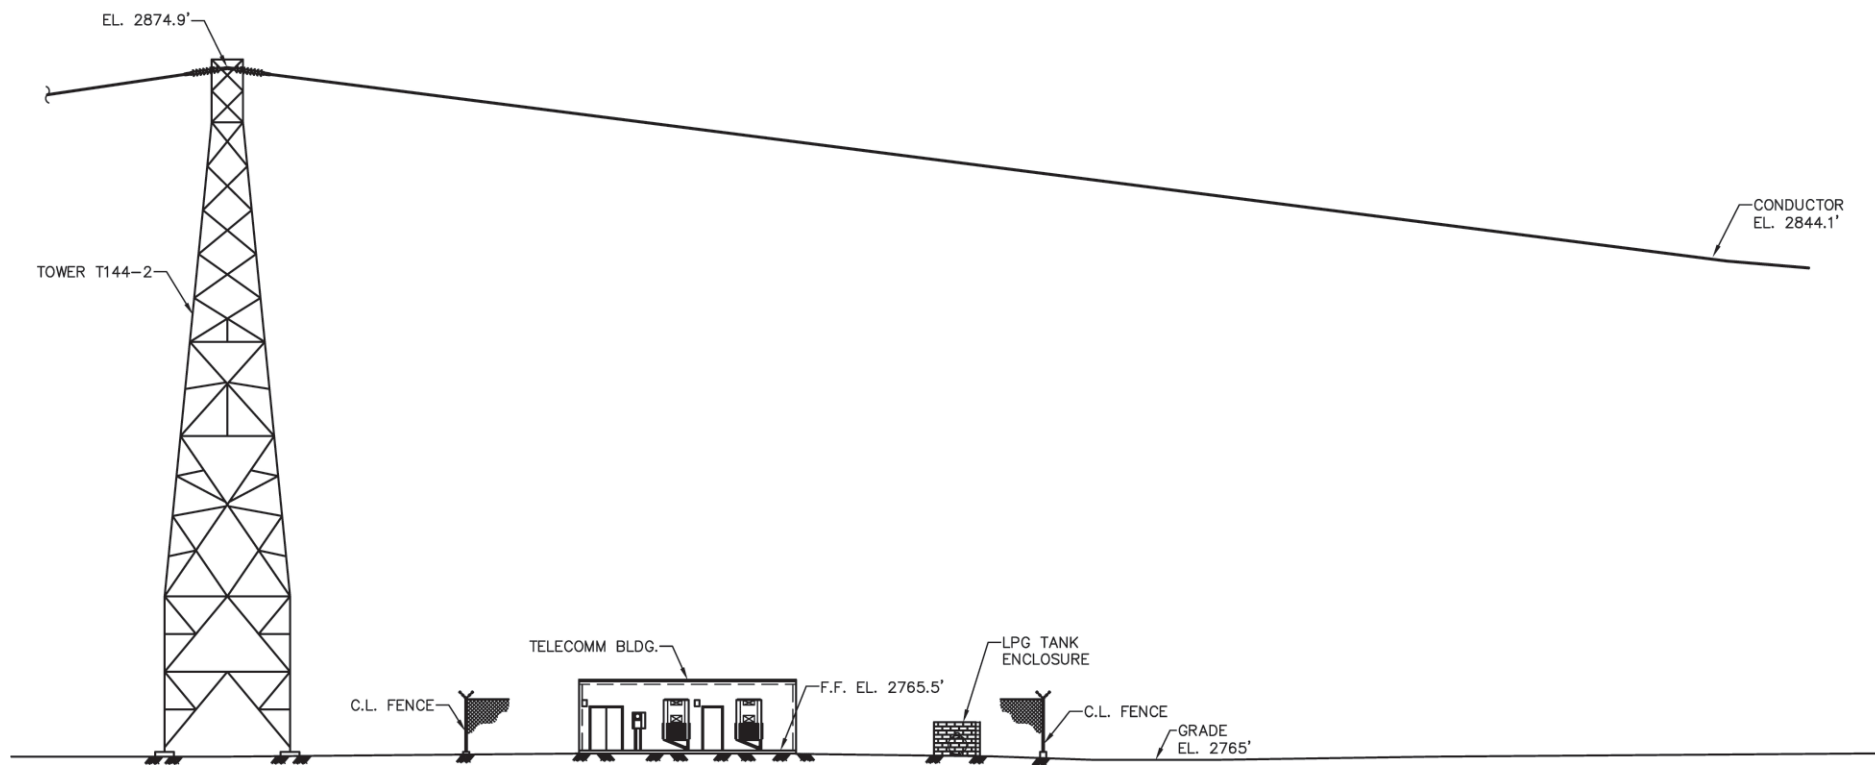 EL. 2874.9'
CONDUCTOR
EL. 2844.1'
TOWER T144-2
TELECOMM BLDG.
LPG TANK
ENCLOSURE
F.F. EL. 2765.5'
C.L. FENCE
C.L. FENCE
GRADE
EL. 2765'